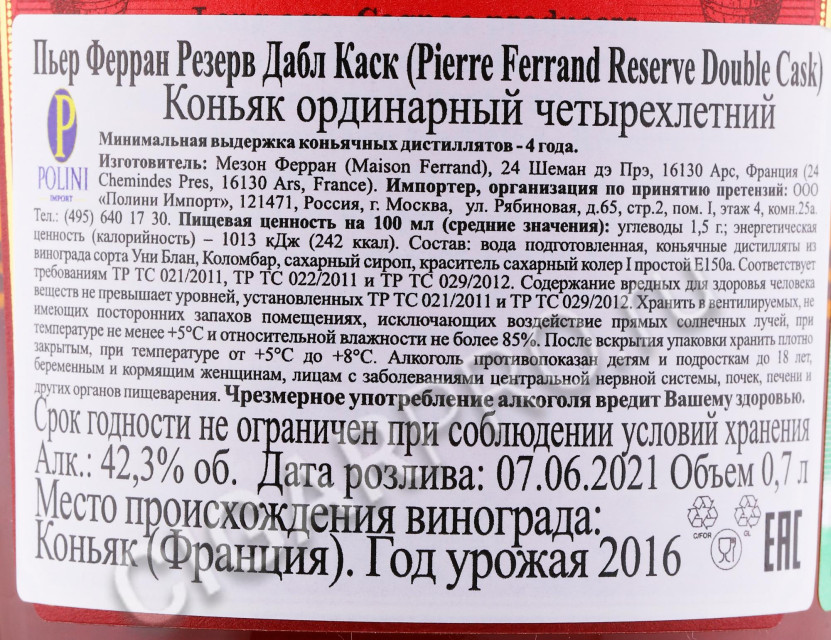 Пьер Ферран Резерв Дабл Каск (Pierre Ferrand Reserve Double Cask)
Коньяк ординарный четырехлетний
POLINI
IMPORT
Минимальная выдержка коньячных дистиллятов - 4 года.
Изготовитель: Мезон Ферран (Maison Ferrand), 24 Шеман дэ Прэ, 16130 Арс, Франция (24
Chemindes Pres, 16130 Ars, France). Импортер, организация по принятию претензий: ООО
«Полини Импорт», 121471, Россия, г. Москва, ул. Рябиновая, д.65, стр.2, пом. I, этаж 4, комн.25а.
Тел.: (495) 640 17 30. Пищевая ценность на 100 мл (средние значения): углеводы 1,5 г.; энергетическая
ценность (калорийность) – 1013 кДж (242 ккал). Состав: вода подготовленная, коньячные дистилляты из
винограда сорта Уни Блан, Коломбар, сахарный сироп, краситель сахарный колер I простой Е150а. Соответствует
требованиям ТР ТС 021/2011, ТР ТС 022/2011 и ТР ТС 029/2012. Содержание вредных для здоровья человека
веществ не превышает уровней, установленных ТР ТС 021/2011 и ТР ТС 029/2012. Хранить в вентилируемых, не
имеющих посторонних запахов помещениях, исключающих воздействие прямых солнечных лучей, при
температуре не менее +5°C и относительной влажности не более 85%. После вскрытия упаковки хранить плотно
закрытым, при температуре от +5°C до +8°C. Алкоголь противопоказан детям и подросткам до 18 лет,
беременным и кормящим женщинам, лицам с заболеваниями центральной нервной системы, почек, печени и
других органов пищеварения. Чрезмерное употребление алкоголя вредит Вашему здоровью.
Срок годности не ограничен при соблюдении условий хранения
Алк.: 42,3% об. Дата розлива: 07.06.2021 Объем 0,7 л
Место происхождения винограда:
Коньяк (Франция). Год урожая 2016
C/FOR GL
EAC
CIGARPRO.RU